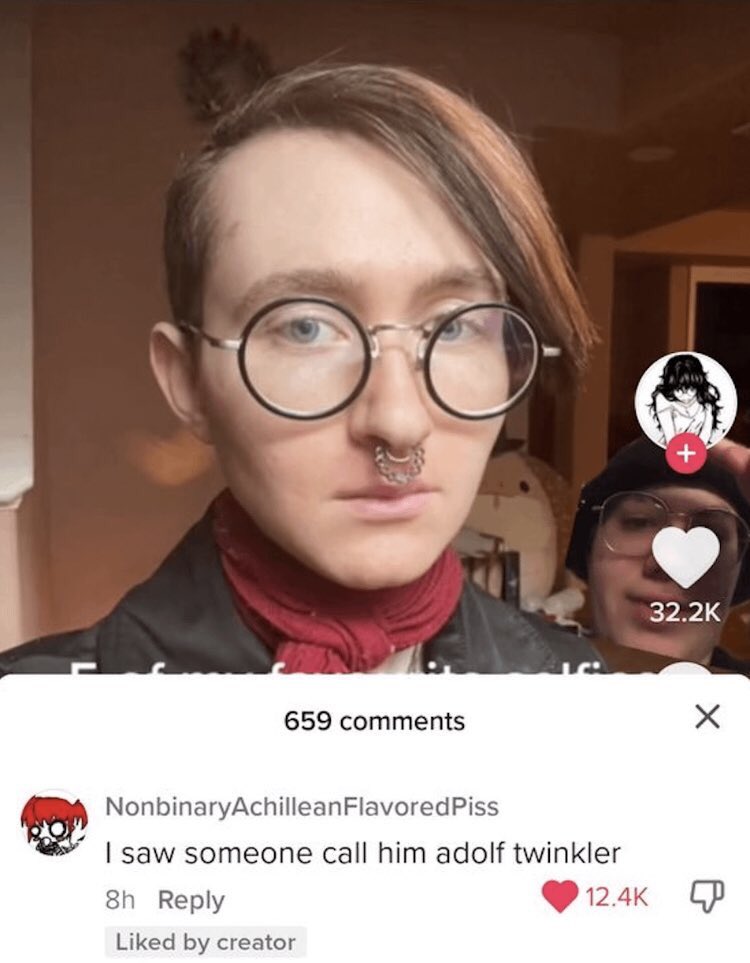 32.2K
659 comments
NonbinaryAchilleanFlavoredPiss
I saw someone call him adolf twinkler
8h Reply
12.4K
Liked by creator